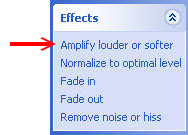 Effects
Amplify louder or softer
Normalize to optimal level
Fade in
Fade out
Remove noise or hiss